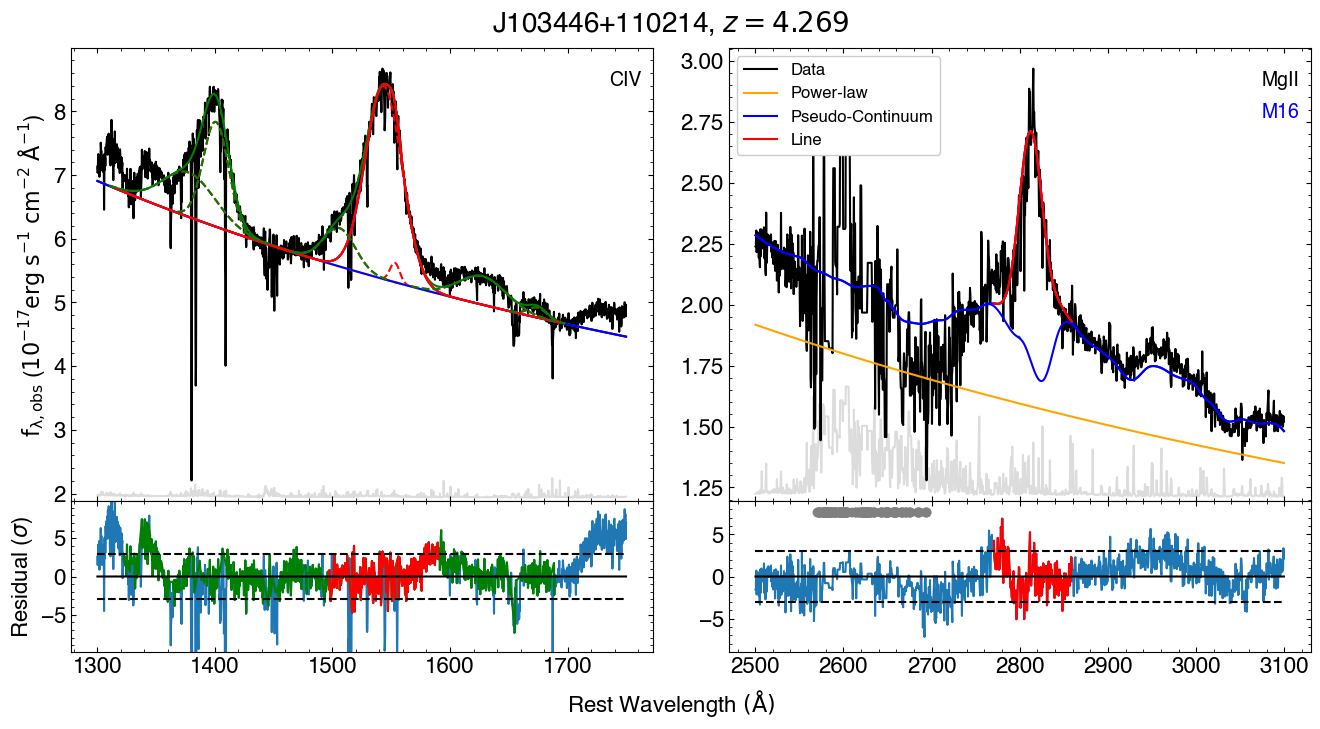 J103446+110214, z = 4.269
CIV
f_λ,obs (10⁻¹⁷erg s⁻¹ cm⁻² Å⁻¹)
8
7
6
5
4
3
2
Residual (σ)
5
0
−5
1300 1400 1500 1600 1700
Data
Power-law
Pseudo-Continuum
Line
MgII
M16
3.00
2.75
2.50
2.25
2.00
1.75
1.50
1.25
5
0
−5
2500 2600 2700 2800 2900 3000 3100
Rest Wavelength (Å)